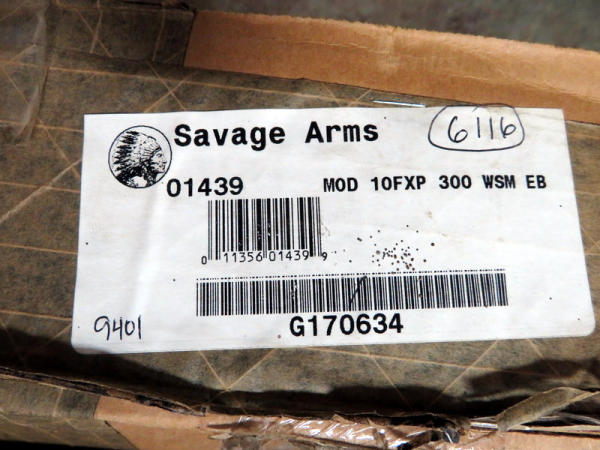 Savage Arms
6116
01439 MOD 10FXP 300 WSM EB
0 11356 01439 9
G170634
9401